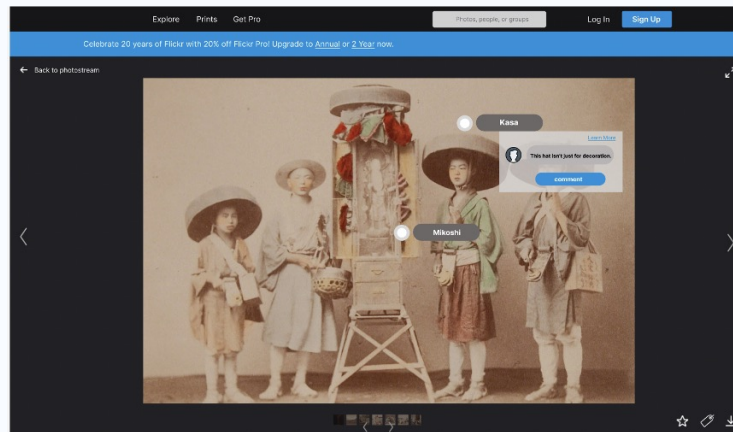 Explore Prints Get Pro Photos, people, or groups Log In Sign Up
Celebrate 20 years of Flickr with 20% off Flickr Pro! Upgrade to Annual or 2 Year now.
Back to photostream
Kasa
Learn More
This hat isn't just for decoration.
comment
Mikoshi